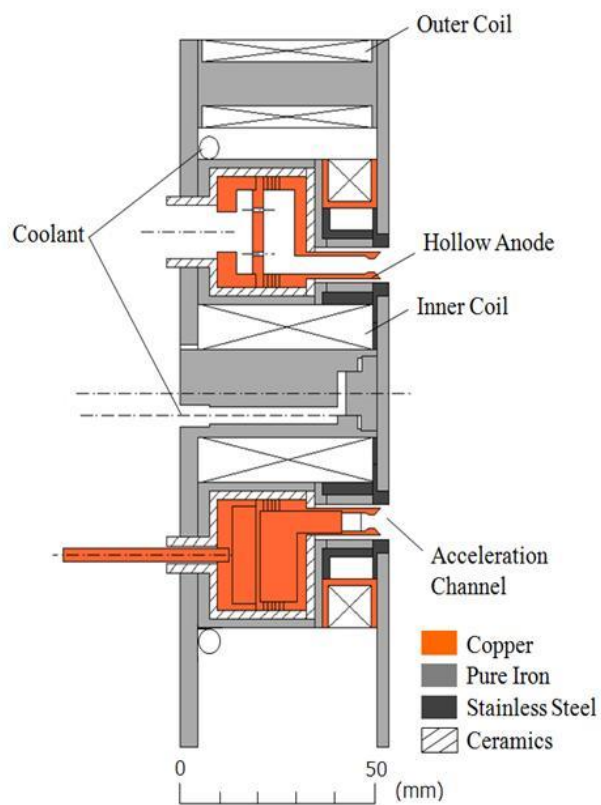 Outer Coil
Coolant
Hollow Anode
Inner Coil
Acceleration
Channel
Copper
Pure Iron
Stainless Steel
Ceramics
0
50
(mm)